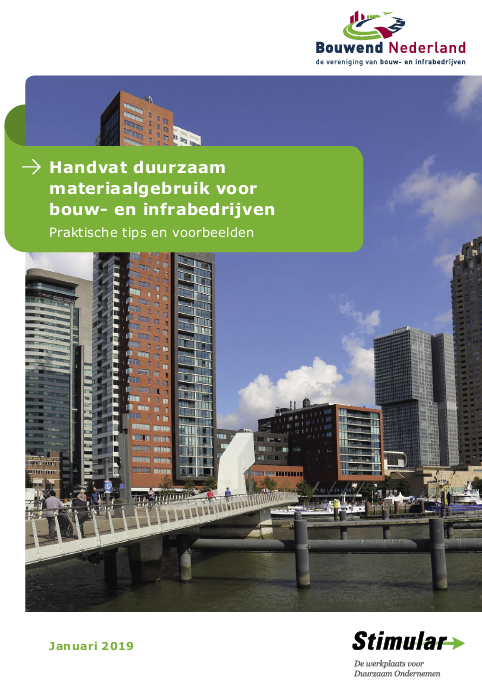 Bouwend Nederland
de vereniging van bouw- en infrabedrijven
Handvat duurzaam
materiaalgebruik voor
bouw- en infrabedrijven
Praktische tips en voorbeelden
Januari 2019
Stimular
De werkplaats voor
Duurzaam Ondernemen